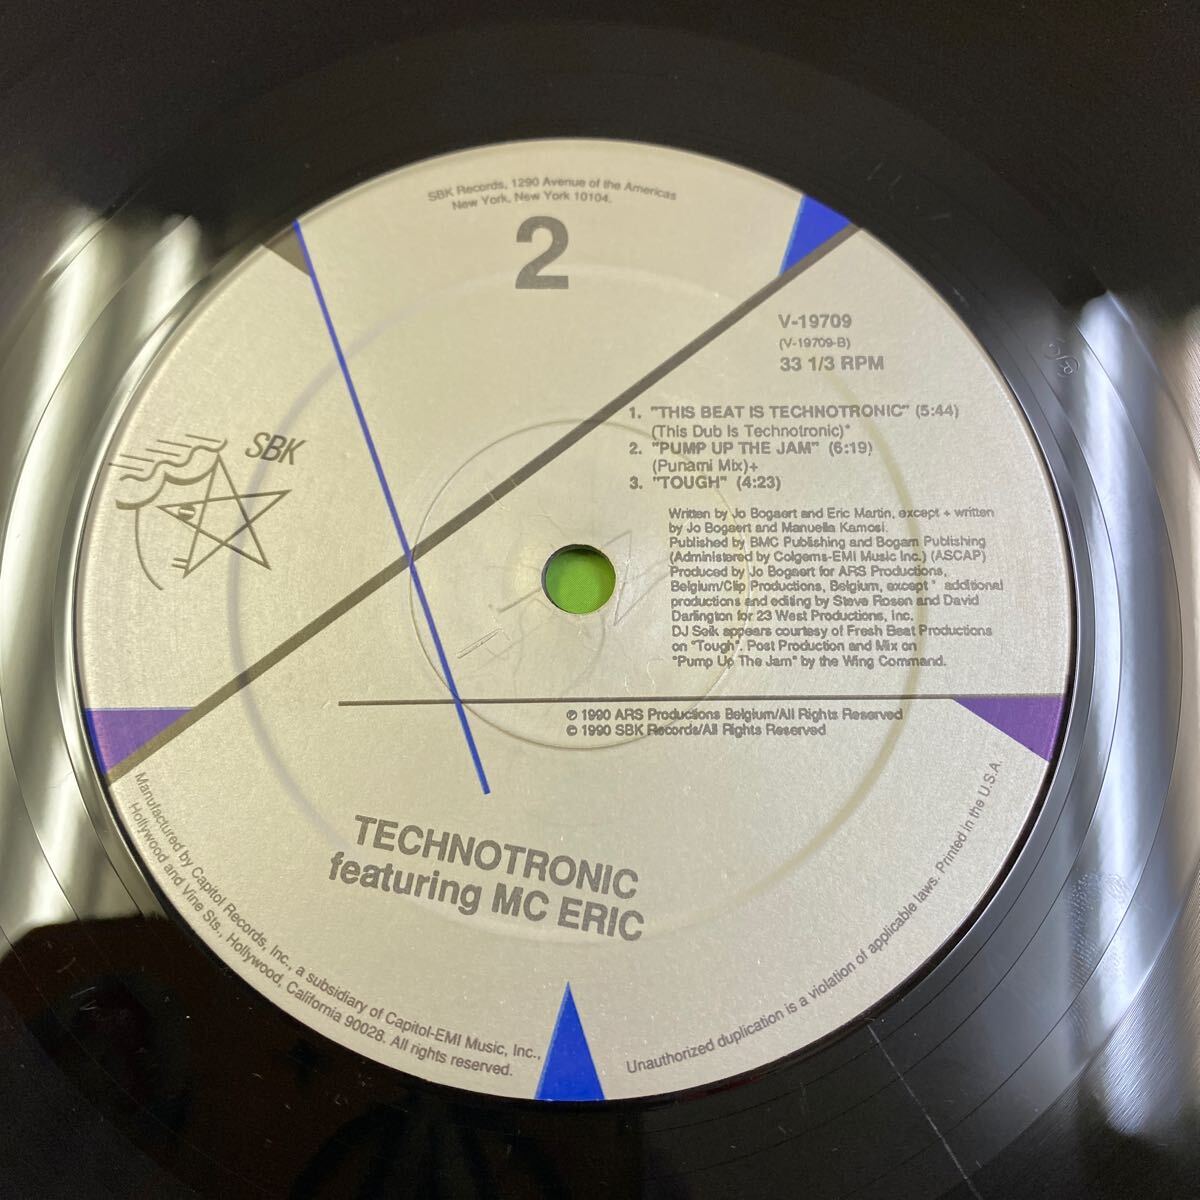 SBK Records, 1290 Avenue of the Americas
New York, New York 10104.
2
SBK
V-19709
(V-19709-B)
33 1/3 RPM
1. "THIS BEAT IS TECHNOTRONIC" (5:44)
(This Dub Is Technotronic)*
2. "PUMP UP THE JAM" (6:19)
(Punami Mix)+
3. "TOUGH" (4:23)
Written by Jo Bogaert and Eric Martin, except + written
by Jo Bogaert and Manuella Kamosi.
Published by BMC Publishing and Bogam Publishing
(Administered by Colgems-EMI Music Inc.) (ASCAP)
Produced by Jo Bogaert for ARS Productions,
Belgium/Clip Productions, Belgium, except * additional
productions and editing by Steve Rosen and David
Darlington for 23 West Productions, Inc.
DJ Seik appears courtesy of Fresh Beat Productions
on "Tough". Post Production and Mix on
"Pump Up The Jam" by the Wing Command.
℗ 1990 ARS Productions Belgium/All Rights Reserved
© 1990 SBK Records/All Rights Reserved
TECHNOTRONIC
featuring MC ERIC
Manufactured by Capitol Records, Inc., a subsidiary of Capitol-EMI Music, Inc.,
Hollywood and Vine Sts., Hollywood, California 90028. All rights reserved.
Unauthorized duplication is a violation of applicable laws. Printed in the U.S.A.